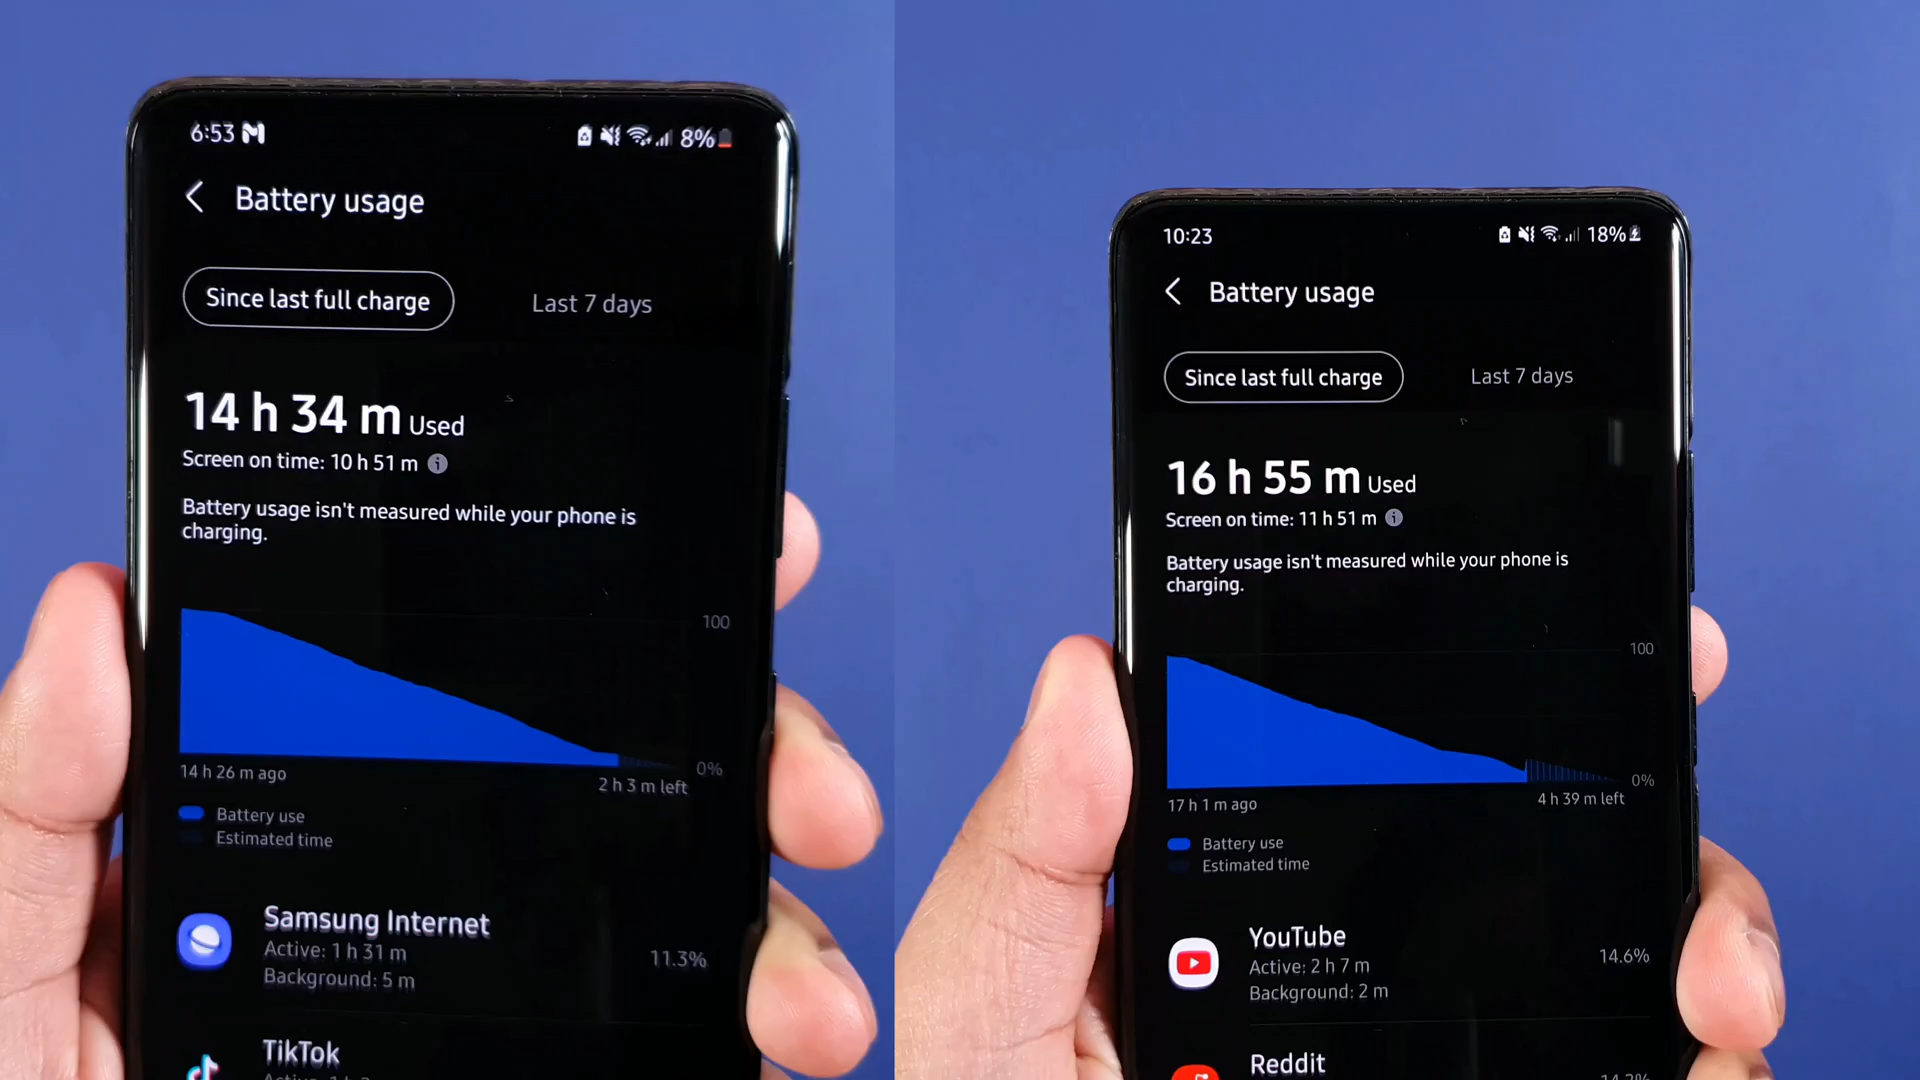 6:53
8%
Battery usage
Since last full charge
Last 7 days
14 h 34 m Used
Screen on time: 10 h 51 m
Battery usage isn't measured while your phone is
charging.
100
0%
14 h 26 m ago
2 h 3 m left
Battery use
Estimated time
Samsung Internet
Active: 1 h 31 m
11.3%
Background: 5 m
TikTok
10:23
18%
Battery usage
Since last full charge
Last 7 days
16 h 55 m Used
Screen on time: 11 h 51 m
Battery usage isn't measured while your phone is
charging.
100
0%
17 h 1 m ago
4 h 39 m left
Battery use
Estimated time
YouTube
Active: 2 h 7 m
14.6%
Background: 2 m
Reddit